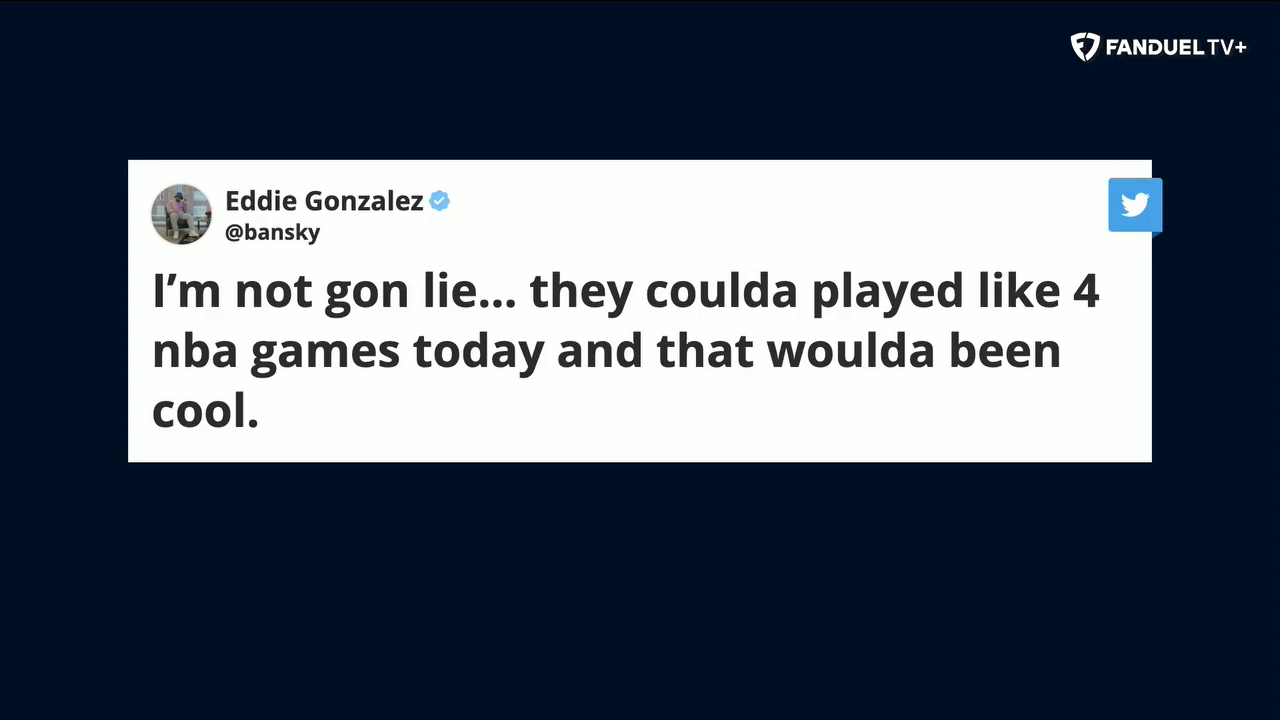 FANDUEL TV+
Eddie Gonzalez
@bansky
I'm not gon lie... they coulda played like 4
nba games today and that woulda been
cool.